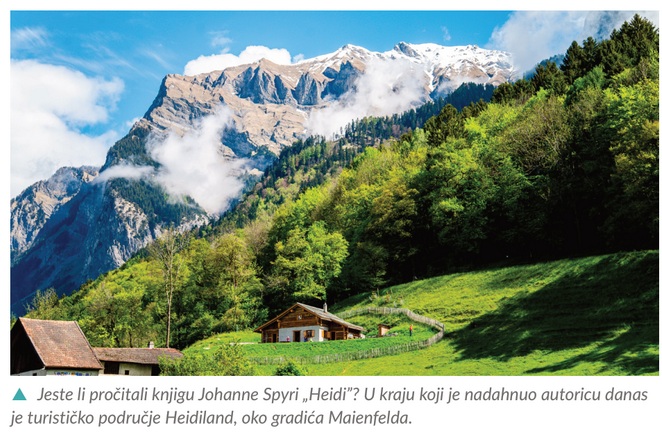 Jeste li pročitali knjigu Johanne Spyri „Heidi”? U kraju koji je nadahnuo autoricu danas
je turističko područje Heidiland, oko gradića Maienfelda.